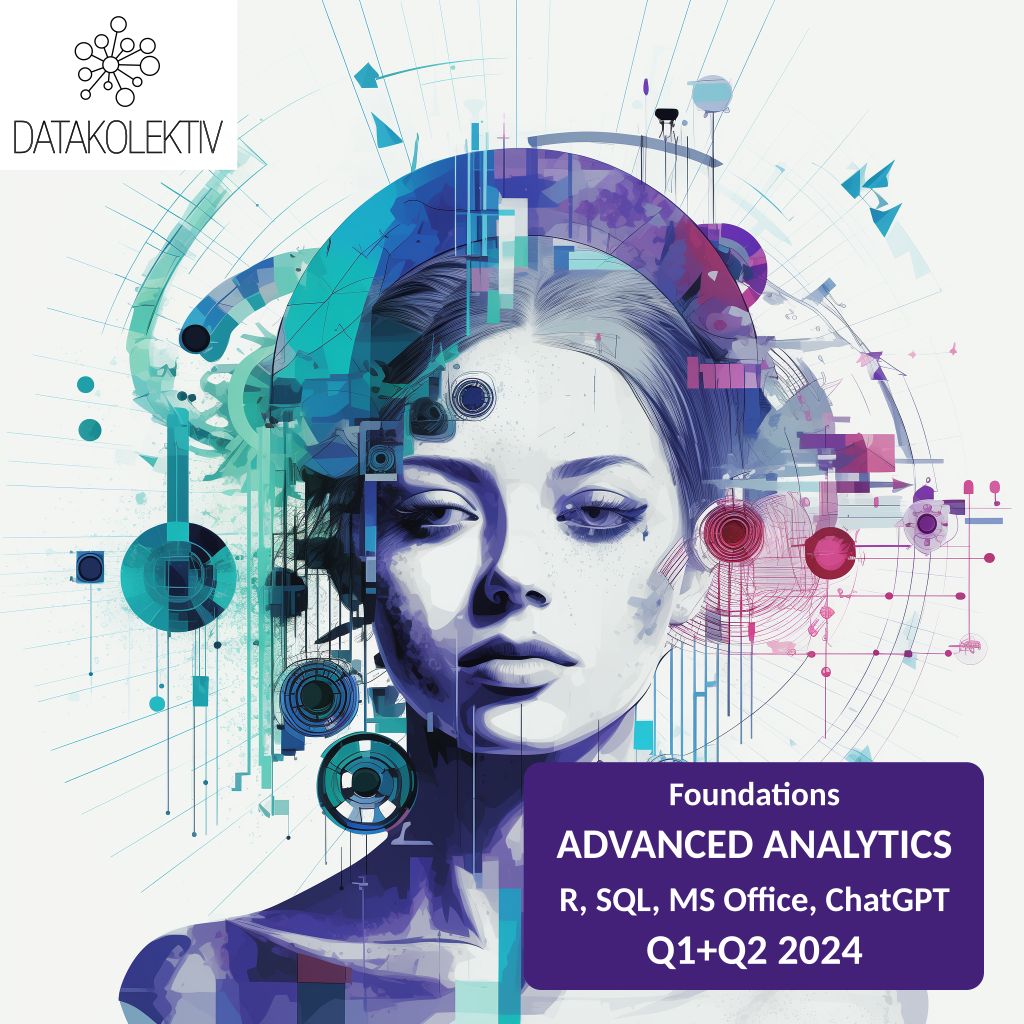 DATAKOLEKTIV
Foundations
ADVANCED ANALYTICS
R, SQL, MS Office, ChatGPT
Q1+Q2 2024